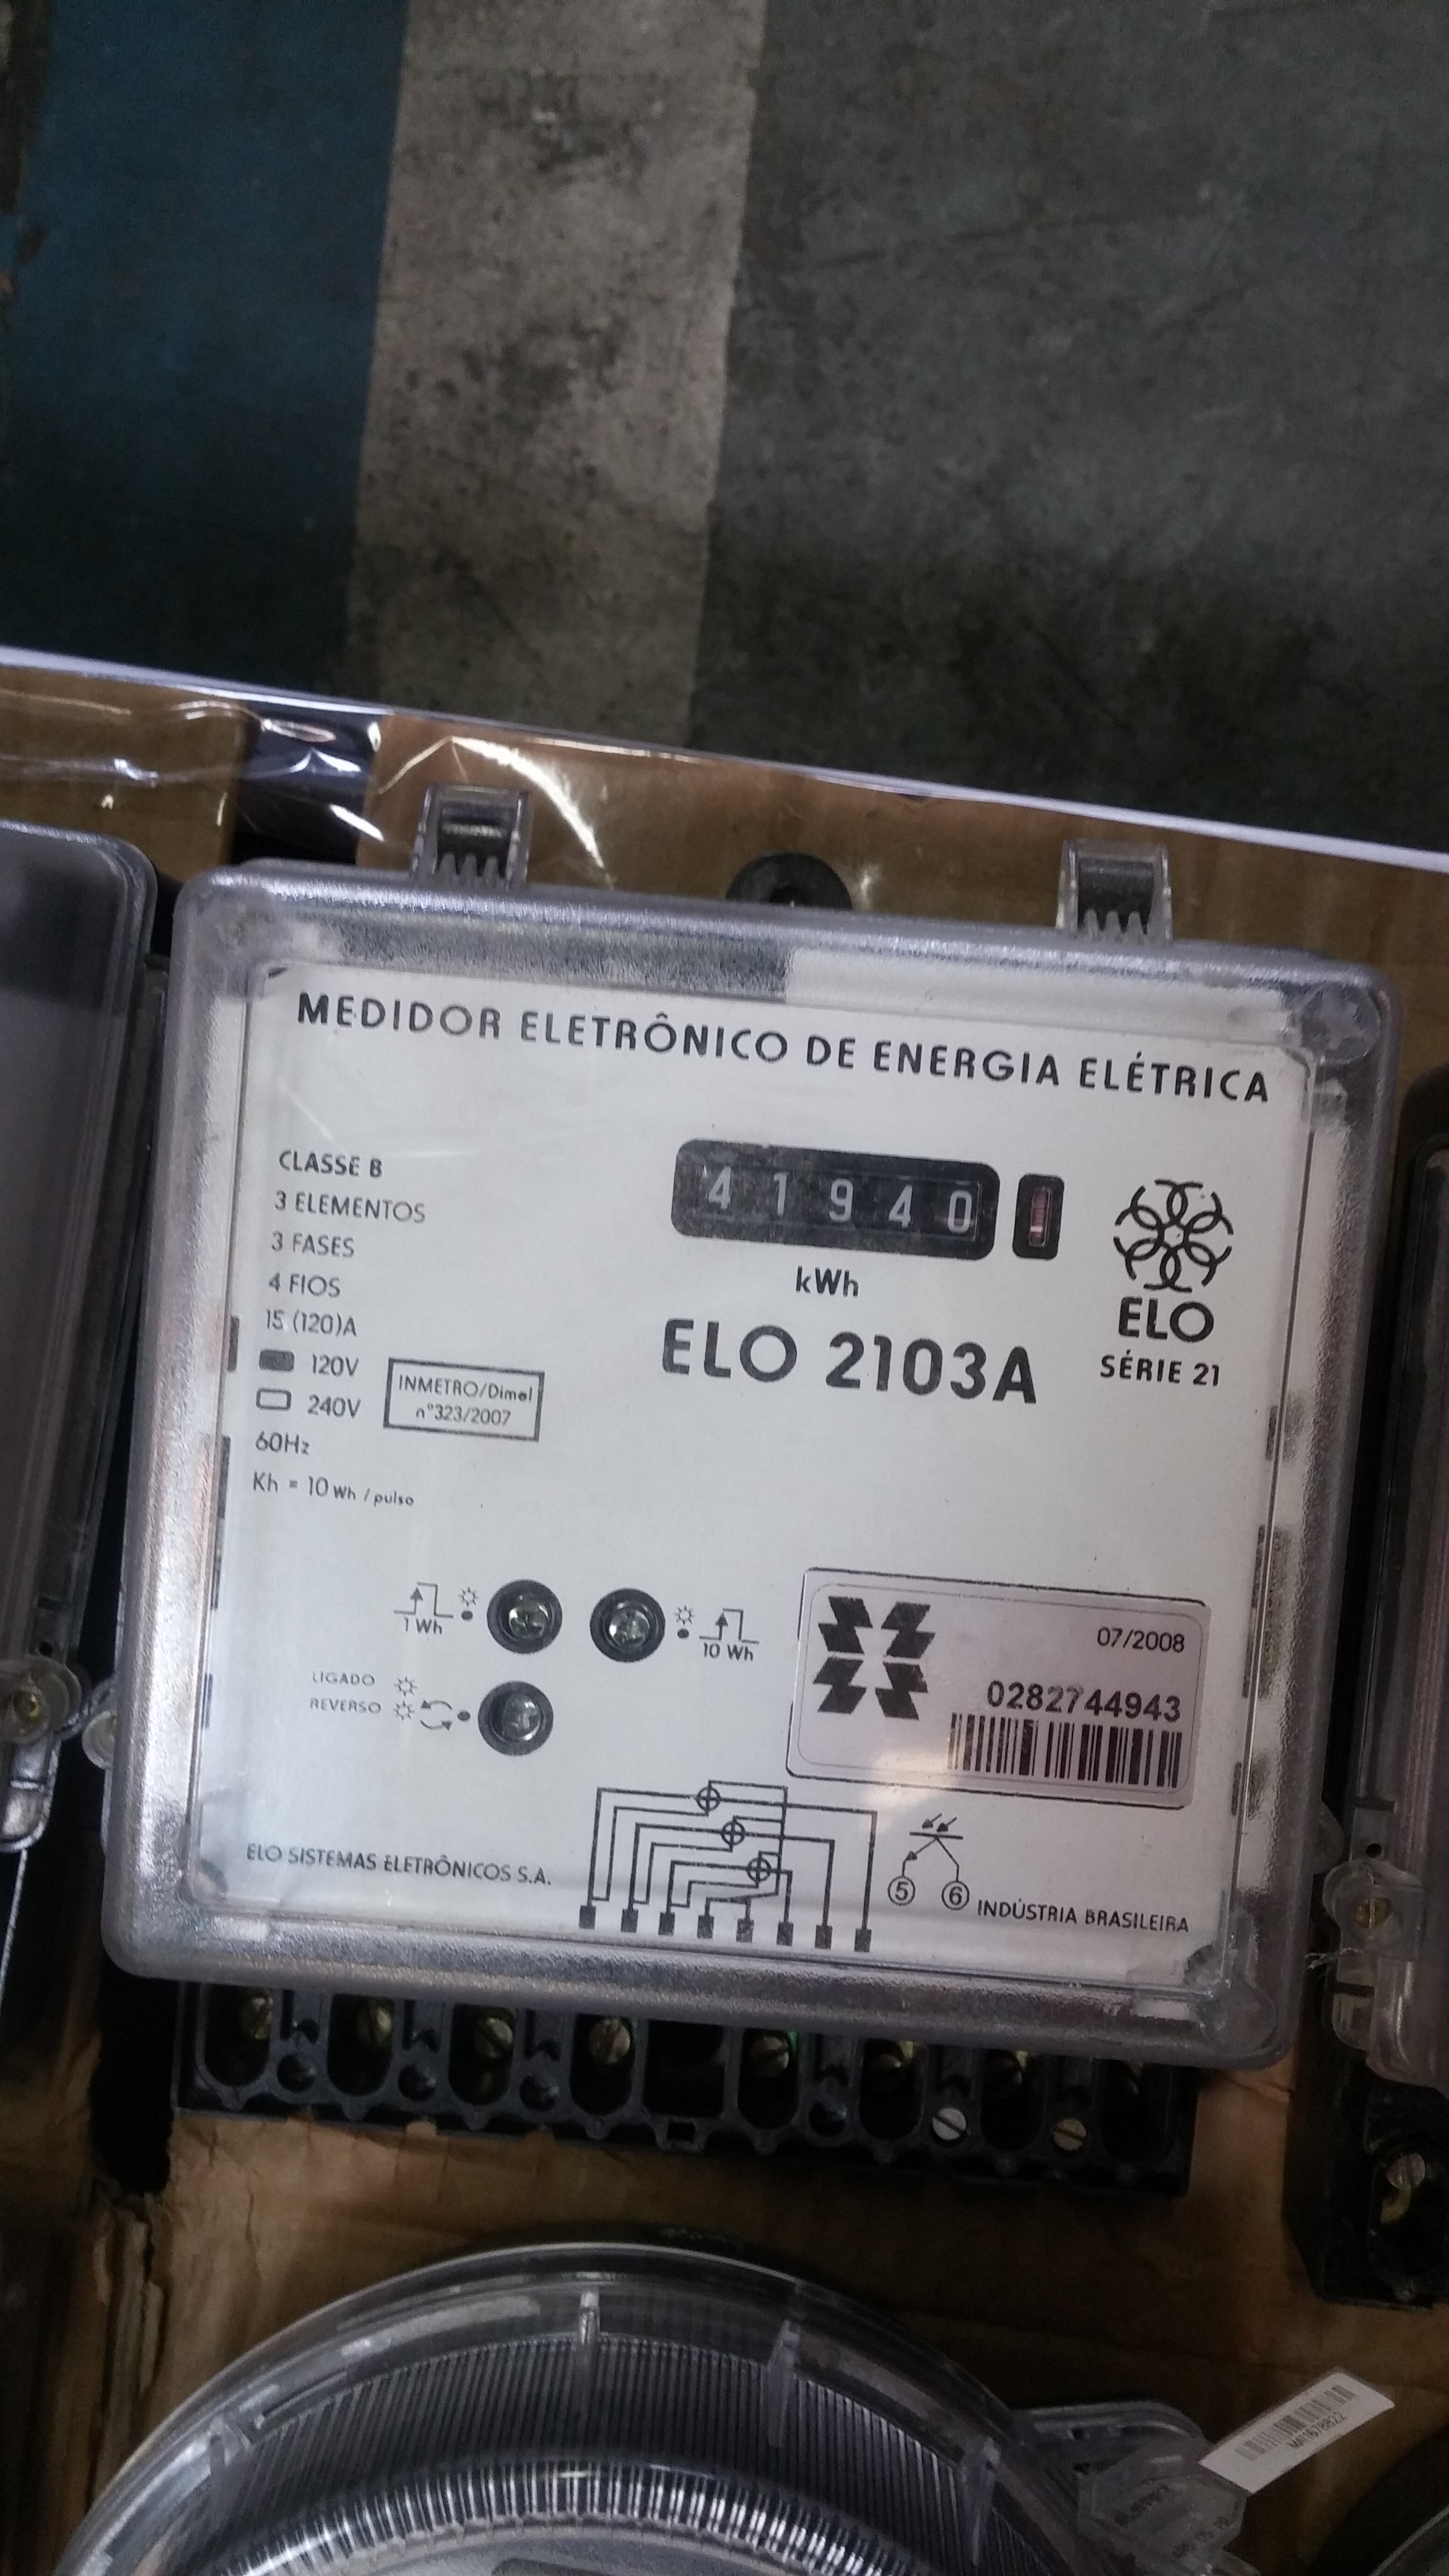 MEDIDOR ELETRÔNICO DE ENERGIA ELÉTRICA
41940
kWh
ELO 2103A
ELO
SÉRIE 21
CLASSE B
3 ELEMENTOS
3 FASES
4 FIOS
15 (120)A
120V
240V
60Hz
Kh = 10 Wh / pulso
INMETRO/Dimel
n°323/2007
1 Wh
10 Wh
LIGADO
REVERSO
07/2008
0282744943
ELO SISTEMAS ELETRÔNICOS S.A.
5 6
INDÚSTRIA BRASILEIRA